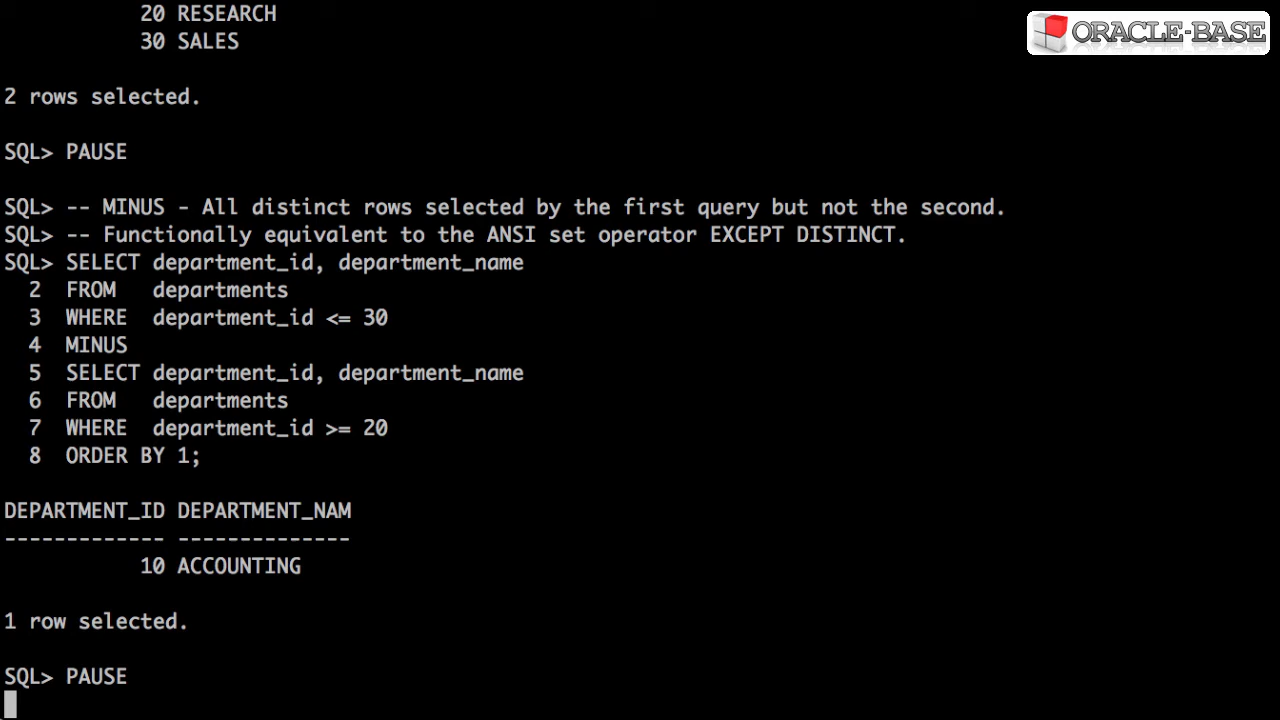 20 RESEARCH
30 SALES
ORACLE-BASE
2 rows selected.
SQL> PAUSE
SQL> -- MINUS - All distinct rows selected by the first query but not the second.
SQL> -- Functionally equivalent to the ANSI set operator EXCEPT DISTINCT.
SQL> SELECT department_id, department_name
2 FROM departments
3 WHERE department_id <= 30
4 MINUS
5 SELECT department_id, department_name
6 FROM departments
7 WHERE department_id >= 20
8 ORDER BY 1;
DEPARTMENT_ID DEPARTMENT_NAM
------------- --------------
10 ACCOUNTING
1 row selected.
SQL> PAUSE